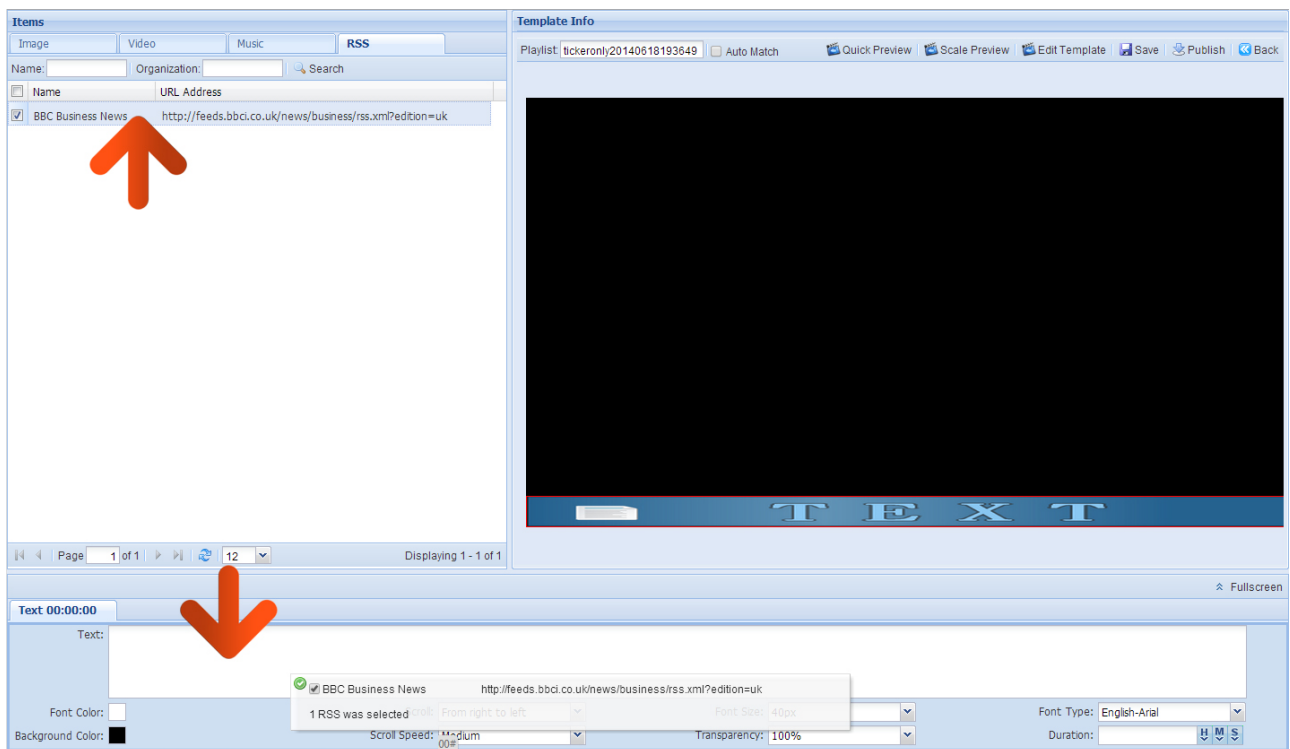 Items
Image Video Music RSS
Name: Organization: Search
Name URL Address
BBC Business News http://feeds.bbci.co.uk/news/business/rss.xml?edition=uk
Page 1 of 1 12 Displaying 1 - 1 of 1
Template Info
Playlist: tickeronly20140618193649 Auto Match Quick Preview Scale Preview Edit Template Save Publish Back
TEXT
Fullscreen
Text 00:00:00
Text:
BBC Business News http://feeds.bbci.co.uk/news/business/rss.xml?edition=uk
1 RSS was selected
Font Color: Scroll: From right to left Font Size: 40px Font Type: English-Arial
Background Color: Scroll Speed: Medium Transparency: 100% Duration: H M S
00#